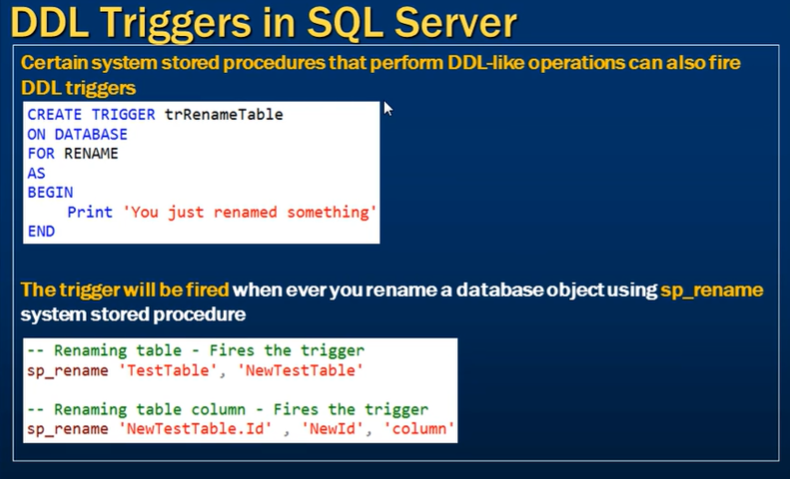 DDL Triggers in SQL Server
Certain system stored procedures that perform DDL-like operations can also fire
DDL triggers
CREATE TRIGGER trRenameTable
ON DATABASE
FOR RENAME
AS
BEGIN
    Print 'You just renamed something'
END
The trigger will be fired when ever you rename a database object using sp_rename
system stored procedure
-- Renaming table - Fires the trigger
sp_rename 'TestTable', 'NewTestTable'
-- Renaming table column - Fires the trigger
sp_rename 'NewTestTable.Id' , 'NewId', 'column'